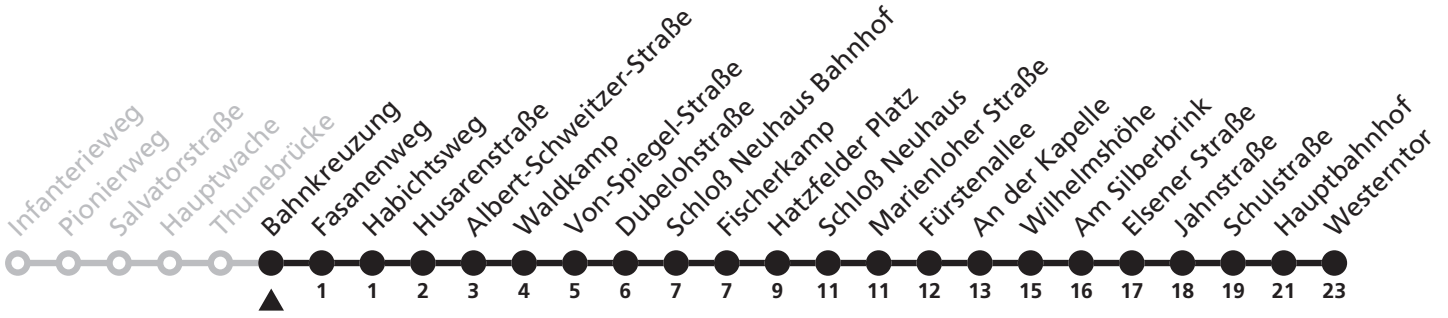 Infanterieweg
Pionierweg
Salvatorstraße
Hauptwache
Thunebrücke
Bahnkreuzung
Fasanenweg
Habichtsweg
Husarenstraße
Albert-Schweitzer-Straße
Waldkamp
Von-Spiegel-Straße
Dubelohstraße
Schloß Neuhaus Bahnhof
Fischerkamp
Hatzfelder Platz
Schloß Neuhaus
Marienloher Straße
Fürstenallee
An der Kapelle
Wilhelmshöhe
Am Silberbrink
Elsener Straße
Jahnstraße
Schulstraße
Hauptbahnhof
Westerntor
1 1 2 3 4 5 6 7 7 9 11 11 12 13 15 16 17 18 19 21 23